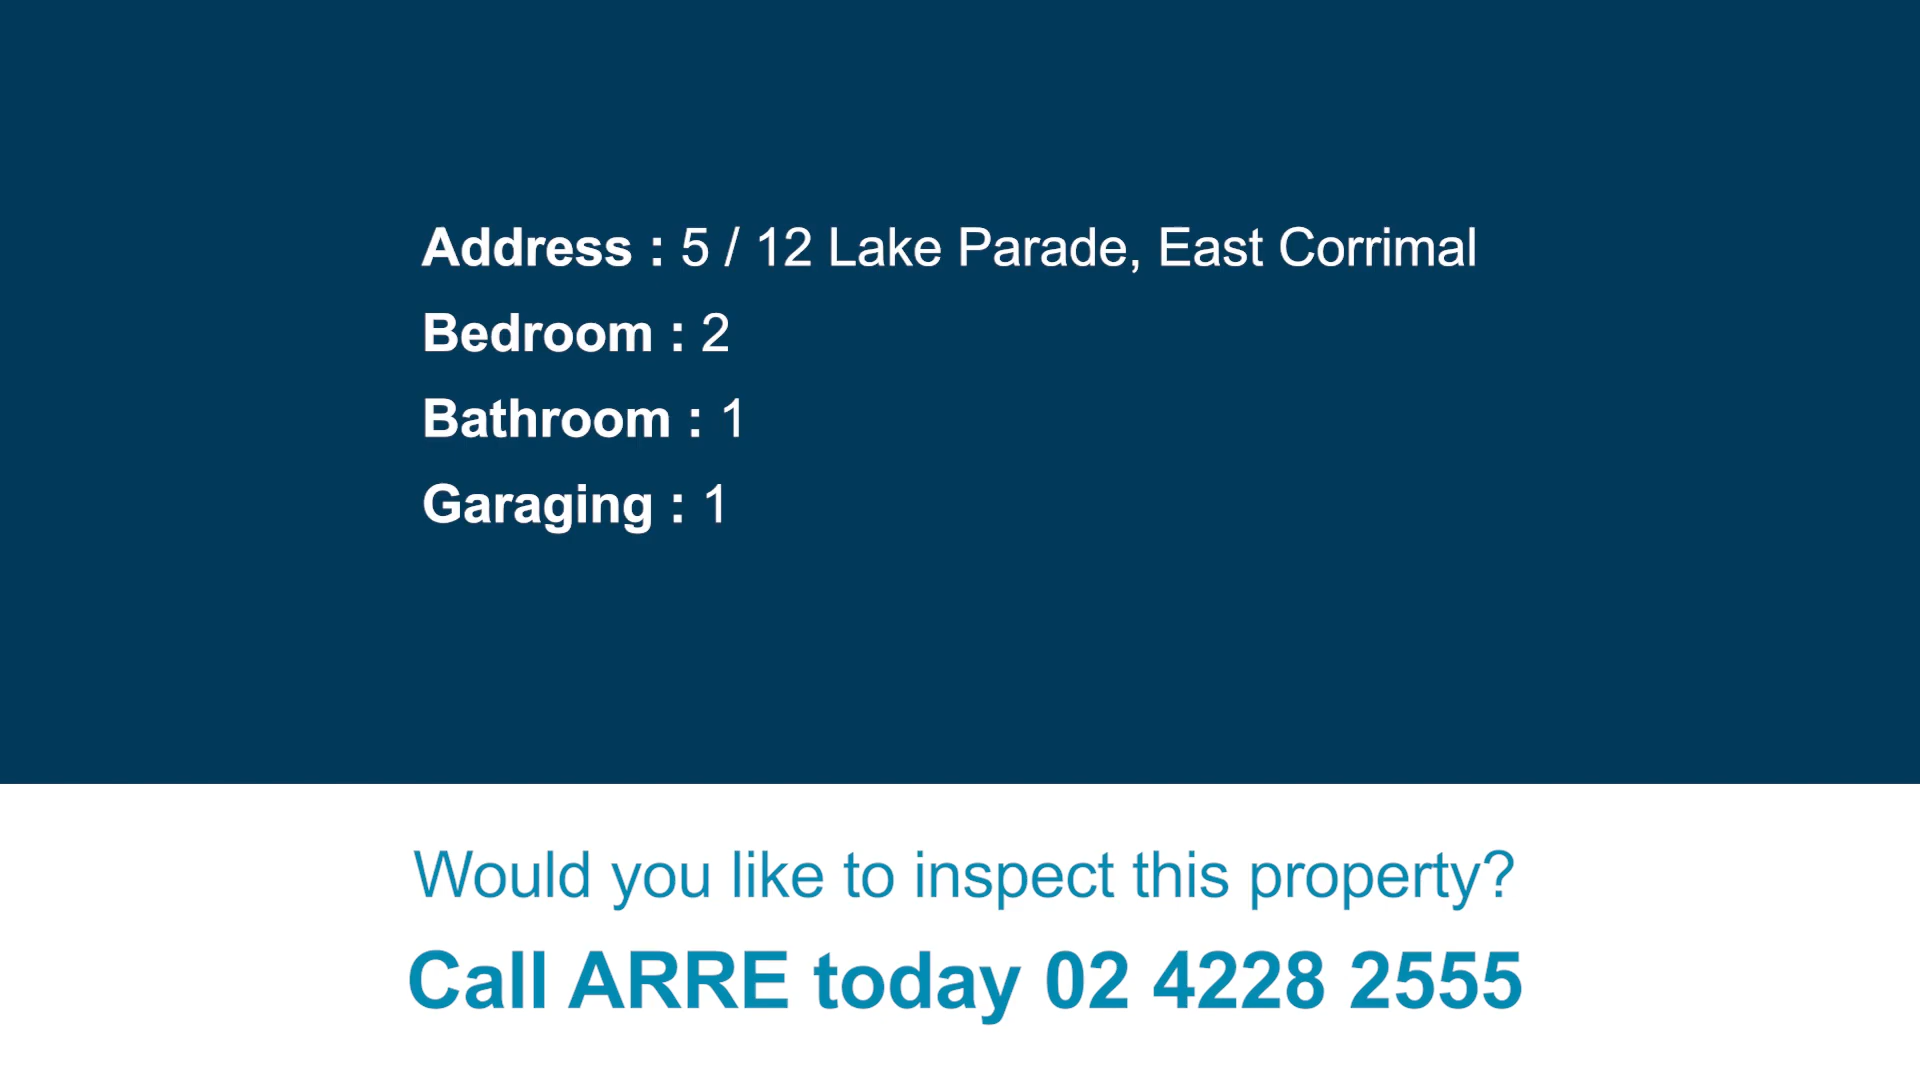 Address : 5 / 12 Lake Parade, East Corrimal
Bedroom : 2
Bathroom : 1
Garaging : 1
Would you like to inspect this property?
Call ARRE today 02 4228 2555